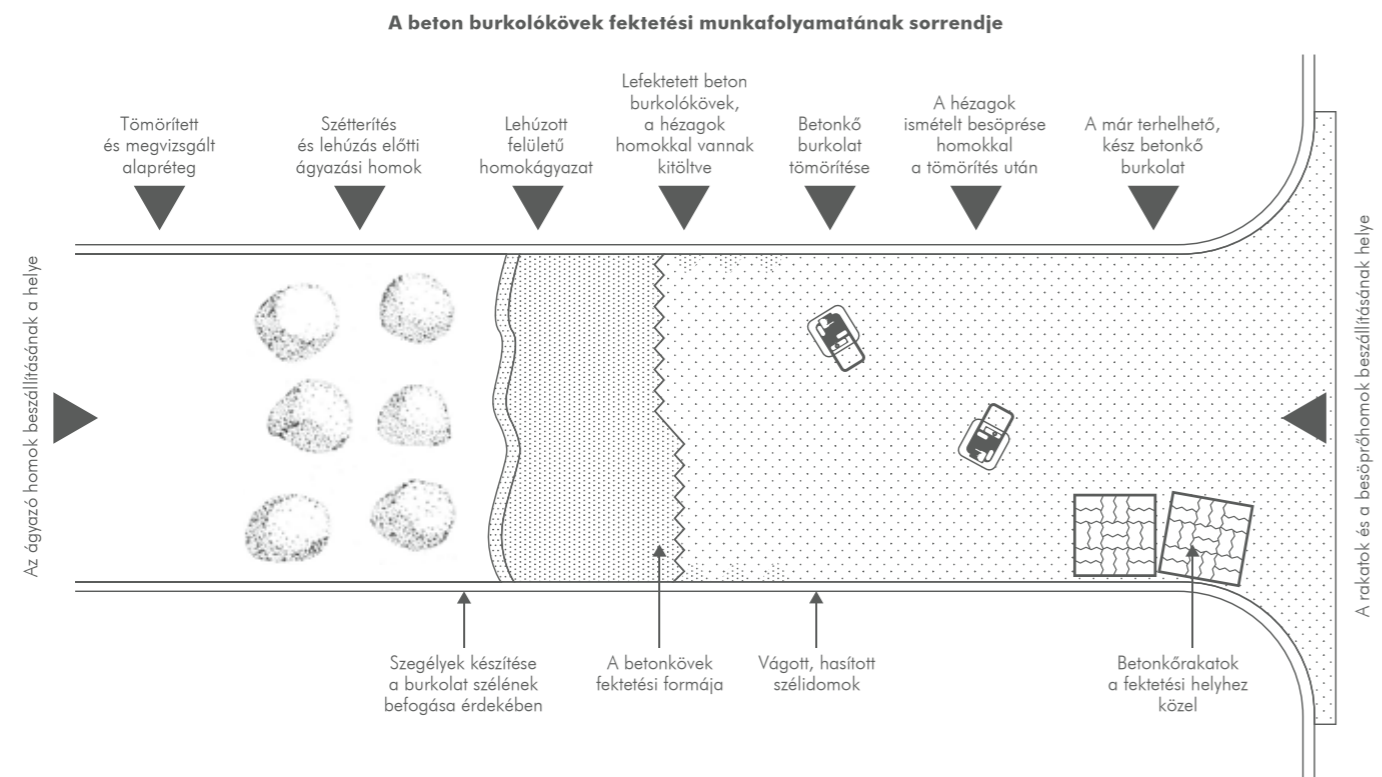 A beton burkolókövek fektetési munkafolyamatának sorrendje
Tömörített
és megvizsgált
alapréteg
Szétterítés
és lehúzás előtti
ágyazási homok
Lehúzott
felületű
homokágyazat
Lefektetett beton
burkolókövek,
a hézagok
homokkal vannak
kitöltve
Betonkő
burkolat
tömörítése
A hézagok
ismételt besöprése
homokkal
a tömörítés után
A már terhelhető,
kész betonkő
burkolat
Az ágyazó homok beszállításának a helye
A rakatok és a besöprőhomok beszállításának helye
Szegélyek készítése
a burkolat szélének
befogása érdekében
A betonkövek
fektetési formája
Vágott, hasított
szélidomok
Betonkőrakatok
a fektetési helyhez
közel